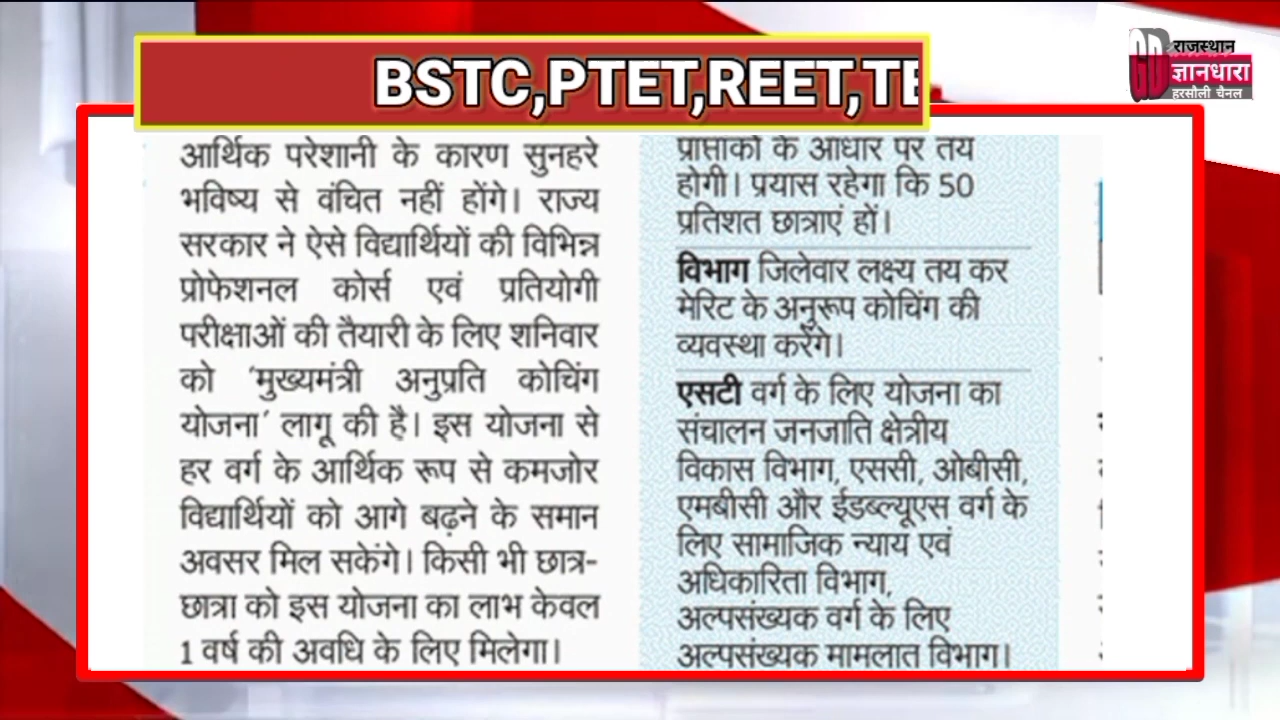 BSTC,PTET,REET,TE
GD
राजस्थान
ज्ञानधारा
हरसौली चैनल
आर्थिक परेशानी के कारण सुनहरे
भविष्य से वंचित नहीं होंगे। राज्य
सरकार ने ऐसे विद्यार्थियों की विभिन्न
प्रोफेशनल कोर्स एवं प्रतियोगी
परीक्षाओं की तैयारी के लिए शनिवार
को ‘मुख्यमंत्री अनुप्रति कोचिंग
योजना’ लागू की है। इस योजना से
हर वर्ग के आर्थिक रूप से कमजोर
विद्यार्थियों को आगे बढ़ने के समान
अवसर मिल सकेंगे। किसी भी छात्र-
छात्रा को इस योजना का लाभ केवल
1 वर्ष की अवधि के लिए मिलेगा।
प्राप्तांकों के आधार पर तय
होगी। प्रयास रहेगा कि 50
प्रतिशत छात्राएं हों।
विभाग जिलेवार लक्ष्य तय कर
मेरिट के अनुरूप कोचिंग की
व्यवस्था करेंगे।
एसटी वर्ग के लिए योजना का
संचालन जनजाति क्षेत्रीय
विकास विभाग, एससी, ओबीसी,
एमबीसी और ईडब्ल्यूएस वर्ग के
लिए सामाजिक न्याय एवं
अधिकारिता विभाग,
अल्पसंख्यक वर्ग के लिए
अल्पसंख्यक मामलात विभाग।